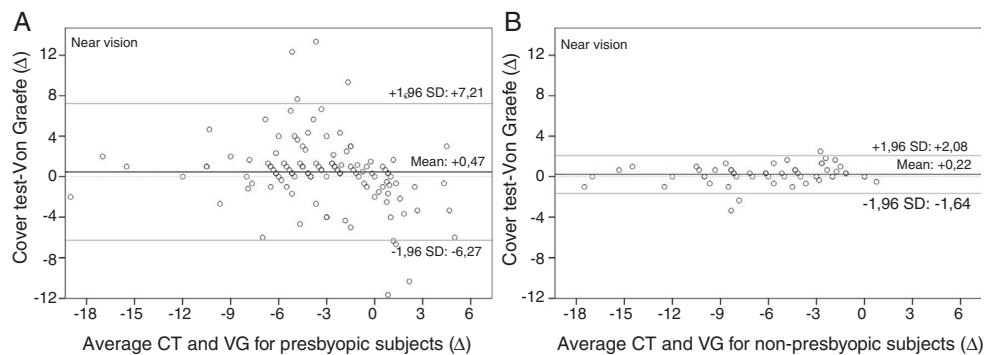 A
Near vision
Cover test-Von Graefe (Δ)
12
8
4
0
-4
-8
-12
+1,96 SD: +7,21
Mean: +0,47
-1,96 SD: -6,27
-18 -15 -12 -9 -6 -3 0 3 6
Average CT and VG for presbyopic subjects (Δ)
B
Near vision
Cover test-Von Graefe (Δ)
12
8
4
0
-4
-8
-12
+1,96 SD: +2,08
Mean: +0,22
-1,96 SD: -1,64
-18 -15 -12 -9 -6 -3 0 3 6
Average CT and VG for non-presbyopic subjects (Δ)